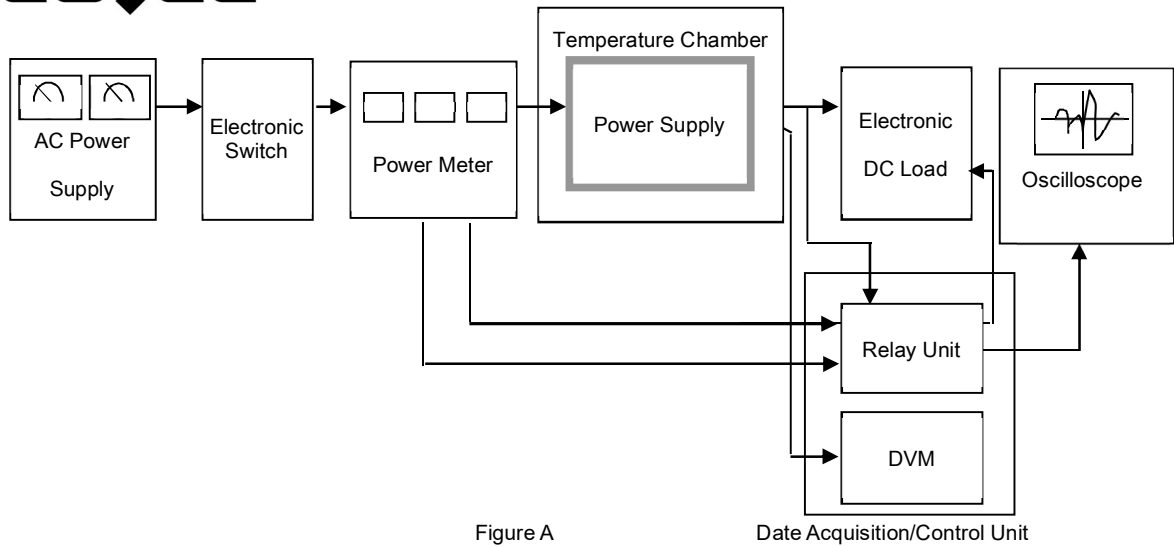 AC Power
Supply
Electronic
Switch
Power Meter
Temperature Chamber
Power Supply
Electronic
DC Load
Oscilloscope
Relay Unit
DVM
Figure A
Date Acquisition/Control Unit